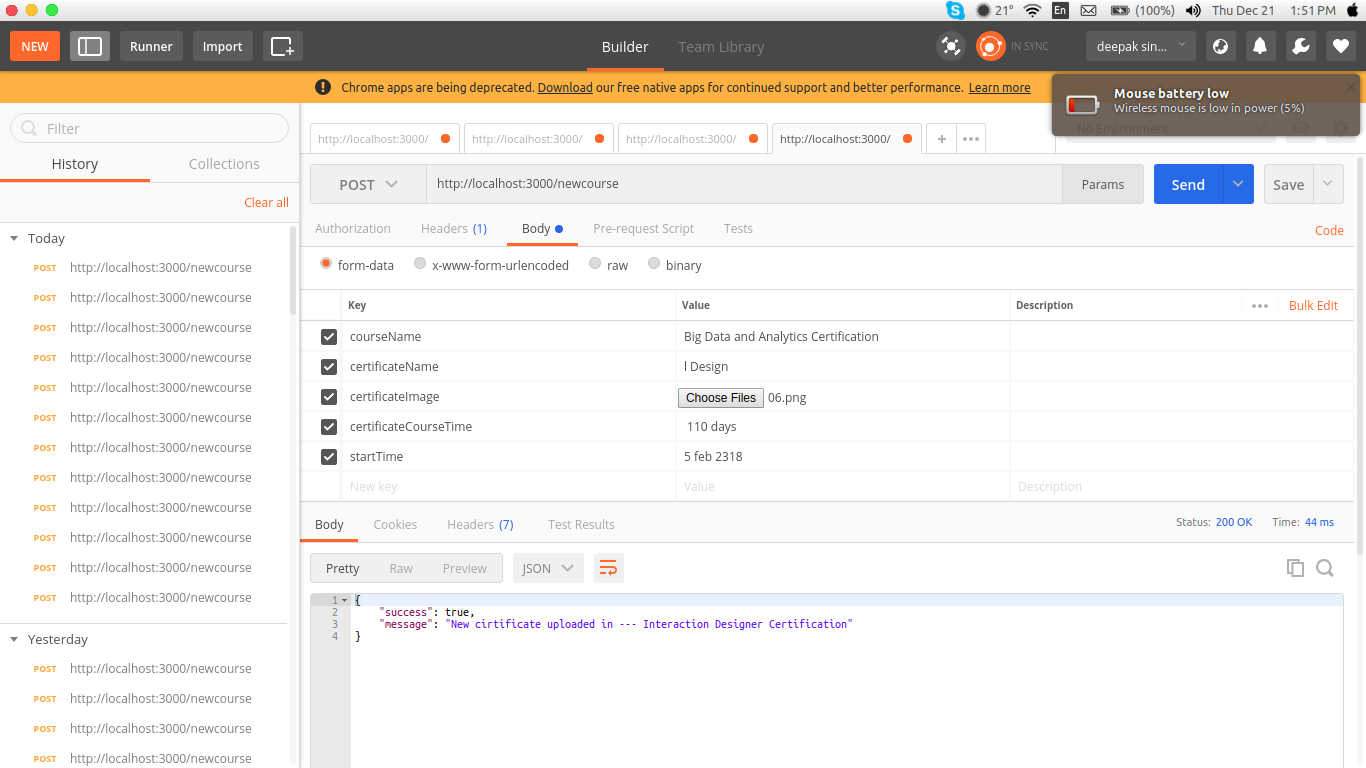 21° En (100%) Thu Dec 21 1:51 PM
NEW Runner Import Builder Team Library IN SYNC deepak sin...
! Chrome apps are being deprecated. Download our free native apps for continued support and better performance. Learn more
Mouse battery low
Wireless mouse is low in power (5%)
No Environment
Filter
History Collections
Clear all
Today
POST http://localhost:3000/newcourse
POST http://localhost:3000/newcourse
POST http://localhost:3000/newcourse
POST http://localhost:3000/newcourse
POST http://localhost:3000/newcourse
POST http://localhost:3000/newcourse
POST http://localhost:3000/newcourse
POST http://localhost:3000/newcourse
POST http://localhost:3000/newcourse
POST http://localhost:3000/newcourse
POST http://localhost:3000/newcourse
POST http://localhost:3000/newcourse
Yesterday
POST http://localhost:3000/newcourse
POST http://localhost:3000/newcourse
POST http://localhost:3000/newcourse
POST http://localhost:3000/newcourse
http://localhost:3000/ http://localhost:3000/ http://localhost:3000/ http://localhost:3000/ + •••
POST http://localhost:3000/newcourse Params Send Save
Authorization Headers (1) Body Pre-request Script Tests Code
form-data x-www-form-urlencoded raw binary
Key Value Description ••• Bulk Edit
courseName Big Data and Analytics Certification
certificateName l Design
certificateImage Choose Files 06.png
certificateCourseTime 110 days
startTime 5 feb 2318
New key Value Description
Body Cookies Headers (7) Test Results Status: 200 OK Time: 44 ms
Pretty Raw Preview JSON
1 {
2 "success": true,
3 "message": "New cirtificate uploaded in --- Interaction Designer Certification"
4 }